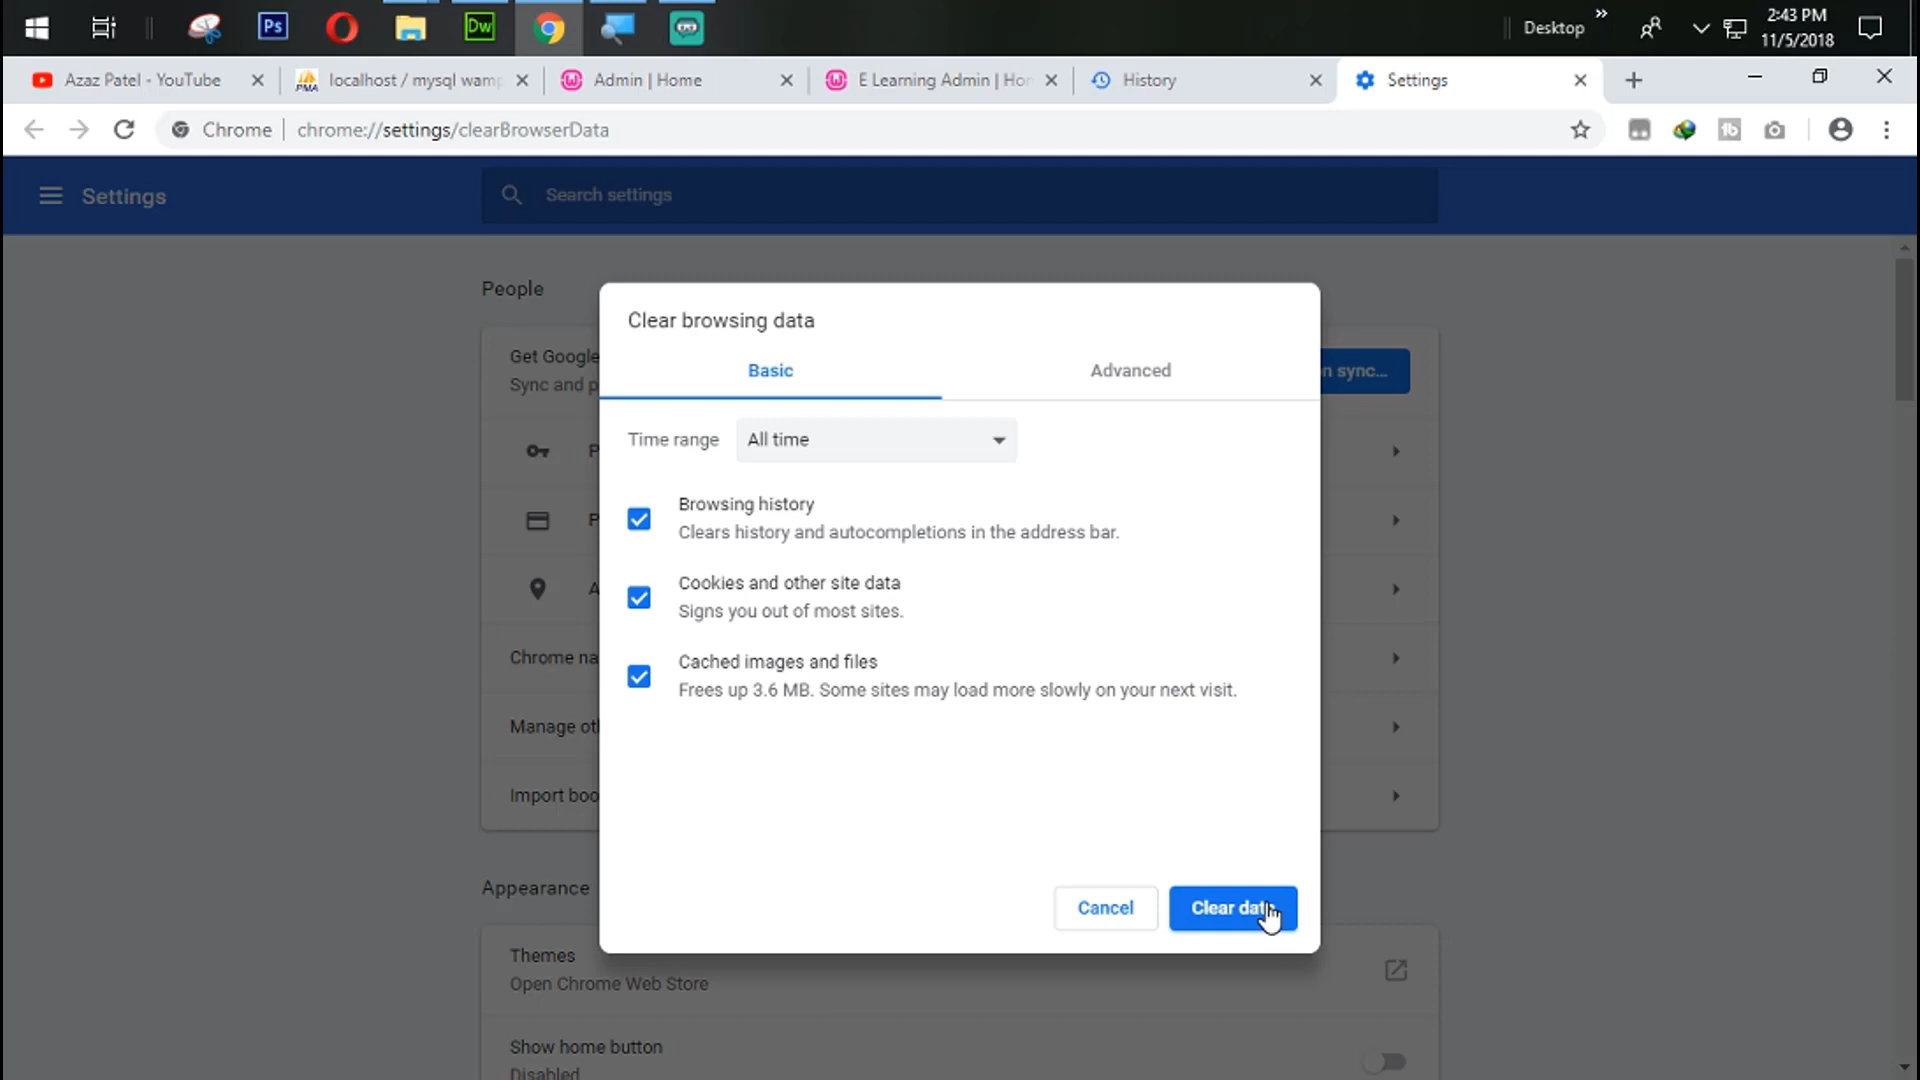 Ps
Dw
Desktop
»
2:43 PM
11/5/2018
Azaz Patel - YouTube
PMA
localhost / mysql wamp
Admin | Home
E Learning Admin | Hom
History
Settings
Chrome
chrome://settings/clearBrowserData
Settings
Search settings
People
Get Google
Sync and p
n sync...
P
P
A
Chrome na
Manage oth
Import boo
Clear browsing data
Basic
Advanced
Time range
All time
Browsing history
Clears history and autocompletions in the address bar.
Cookies and other site data
Signs you out of most sites.
Cached images and files
Frees up 3.6 MB. Some sites may load more slowly on your next visit.
Cancel
Clear data
Appearance
Themes
Open Chrome Web Store
Show home button
Disabled